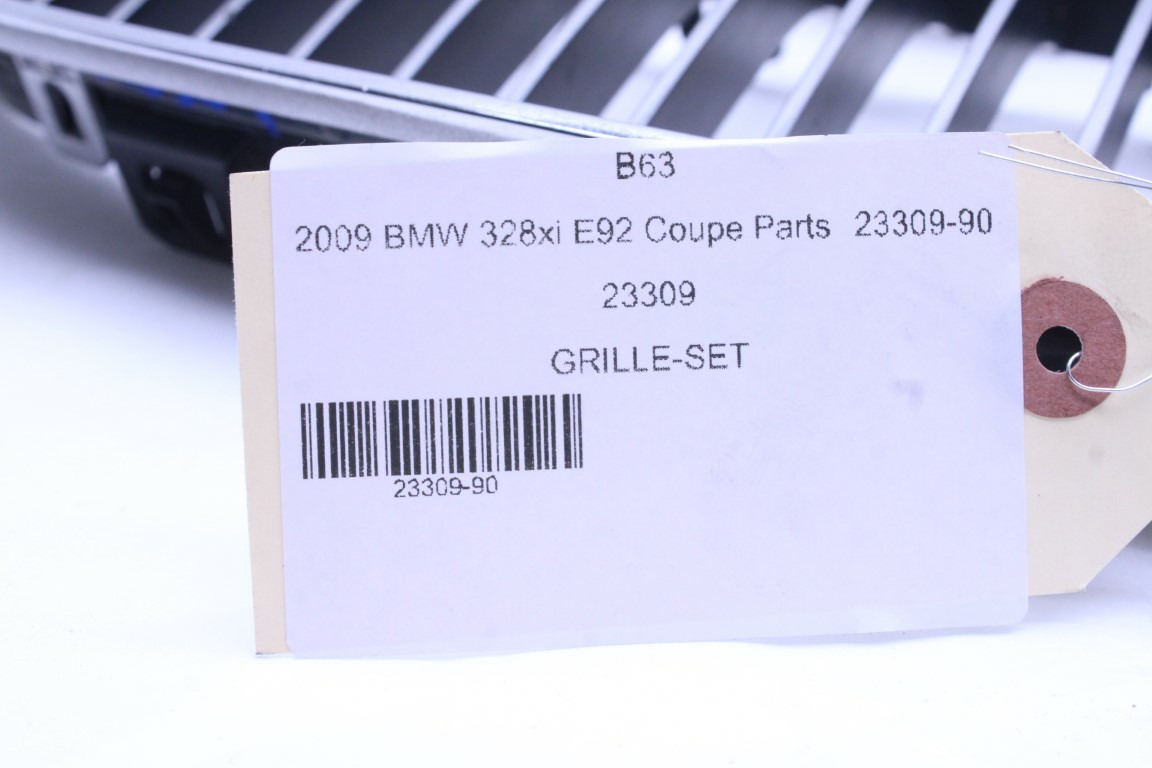 B63
2009 BMW 328xi E92 Coupe Parts 23309-90
23309
GRILLE-SET
23309-90